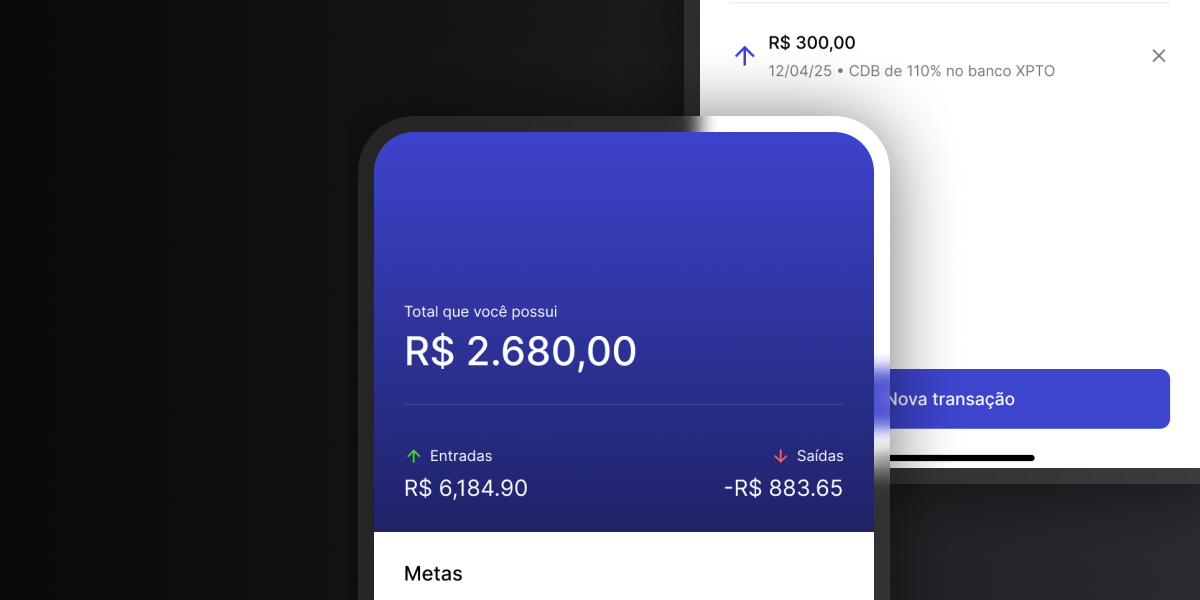 R$ 300,00
12/04/25 • CDB de 110% no banco XPTO
Total que você possui
R$ 2.680,00
Nova transação
Entradas
Saídas
R$ 6,184.90
-R$ 883.65
Metas